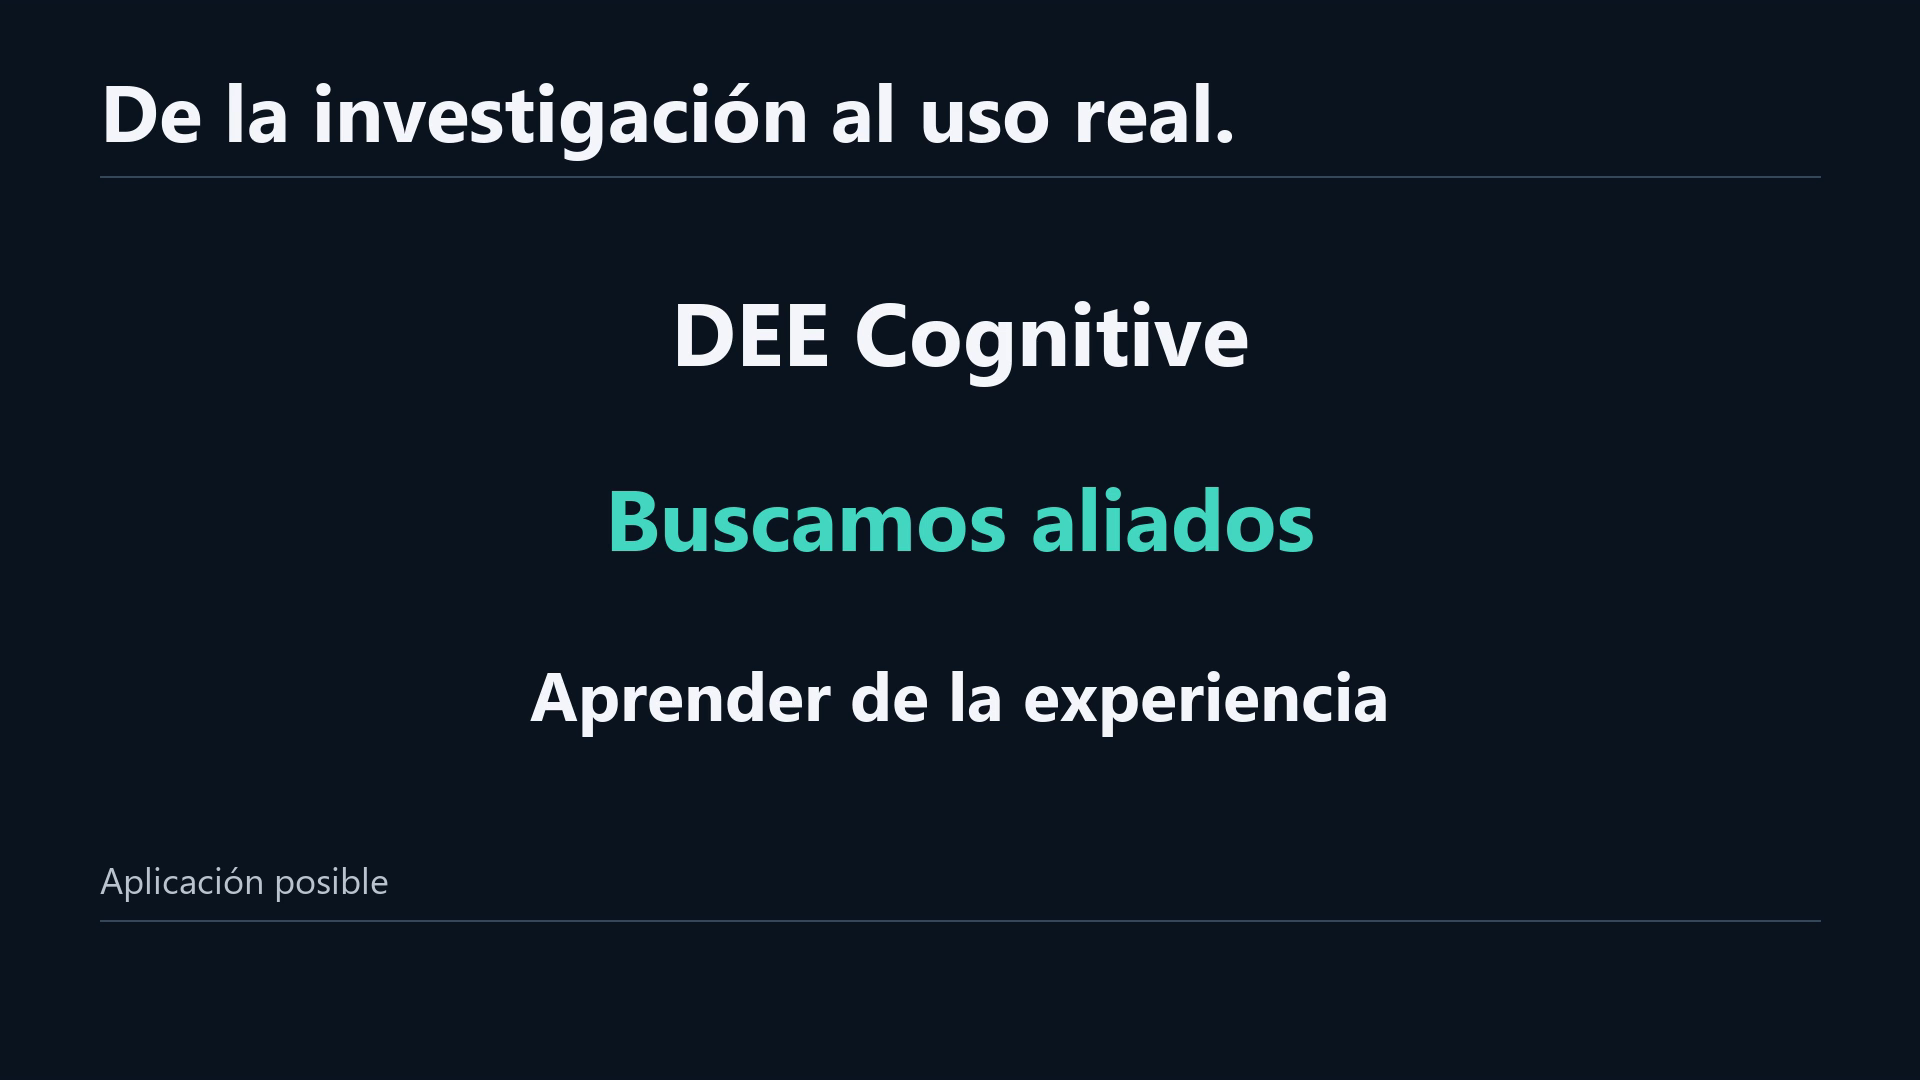 De la investigación al uso real.
DEE Cognitive
Buscamos aliados
Aprender de la experiencia
Aplicación posible